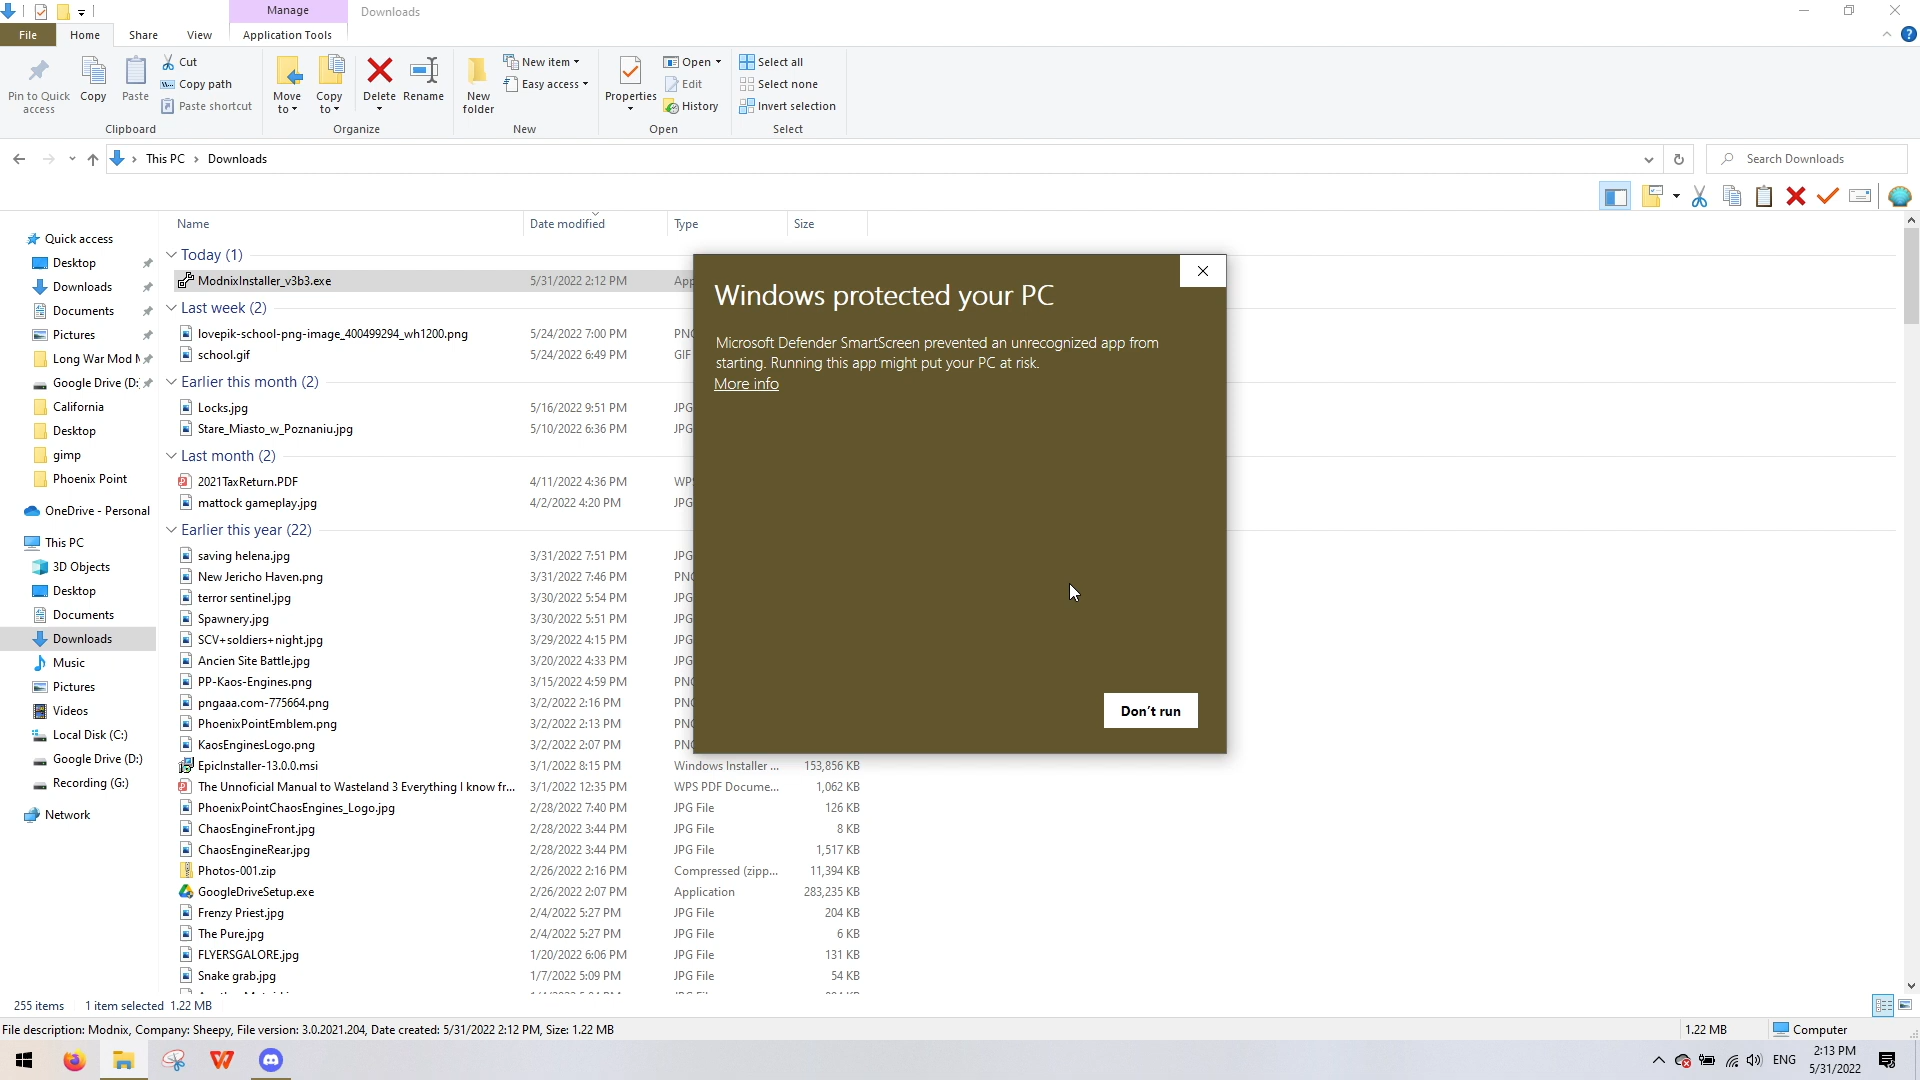 Manage
Downloads
File
Home
Share
View
Application Tools
Pin to Quick access
Copy
Paste
Cut
Copy path
Paste shortcut
Clipboard
Move to
Copy to
Delete
Rename
Organize
New folder
New item
Easy access
New
Properties
Open
Edit
History
Open
Select all
Select none
Invert selection
Select
This PC
Downloads
Search Downloads
Name
Date modified
Type
Size
Quick access
Desktop
Downloads
Documents
Pictures
Long War Mod
Google Drive (D:
California
Desktop
gimp
Phoenix Point
OneDrive - Personal
This PC
3D Objects
Desktop
Documents
Downloads
Music
Pictures
Videos
Local Disk (C:)
Google Drive (D:)
Recording (G:)
Network
Today (1)
ModnixInstaller_v3b3.exe 5/31/2022 2:12 PM App
Last week (2)
lovepik-school-png-image_400499294_wh1200.png 5/24/2022 7:00 PM PNG
school.gif 5/24/2022 6:49 PM GIF
Earlier this month (2)
Locks.jpg 5/16/2022 9:51 PM JPG
Stare_Miasto_w_Poznaniu.jpg 5/10/2022 6:36 PM JPG
Last month (2)
2021TaxReturn.PDF 4/11/2022 4:36 PM WPS
mattock gameplay.jpg 4/2/2022 4:20 PM JPG
Earlier this year (22)
saving helena.jpg 3/31/2022 7:51 PM JPG
New Jericho Haven.png 3/31/2022 7:46 PM PNG
terror sentinel.jpg 3/30/2022 5:54 PM JPG
Spawnery.jpg 3/30/2022 5:51 PM JPG
SCV+soldiers+night.jpg 3/29/2022 4:15 PM JPG
Ancien Site Battle.jpg 3/20/2022 4:33 PM JPG
PP-Kaos-Engines.png 3/15/2022 4:59 PM PNG
pngaaa.com-775664.png 3/2/2022 2:16 PM PNG
PhoenixPointEmblem.png 3/2/2022 2:13 PM PNG
KaosEnginesLogo.png 3/2/2022 2:07 PM PNG
EpicInstaller-13.0.0.msi 3/1/2022 8:15 PM Windows Installer ... 153,856 KB
The Unnoficial Manual to Wasteland 3 Everything I know fr... 3/1/2022 12:35 PM WPS PDF Docume... 1,062 KB
PhoenixPointChaosEngines_Logo.jpg 2/28/2022 7:40 PM JPG File 126 KB
ChaosEngineFront.jpg 2/28/2022 3:44 PM JPG File 8 KB
ChaosEngineRear.jpg 2/28/2022 3:44 PM JPG File 1,517 KB
Photos-001.zip 2/26/2022 2:16 PM Compressed (zipp... 11,394 KB
GoogleDriveSetup.exe 2/26/2022 2:07 PM Application 283,235 KB
Frenzy Priest.jpg 2/4/2022 5:27 PM JPG File 204 KB
The Pure.jpg 2/4/2022 5:27 PM JPG File 6 KB
FLYERSGALORE.jpg 1/20/2022 6:06 PM JPG File 131 KB
Snake grab.jpg 1/7/2022 5:09 PM JPG File 54 KB
Windows protected your PC
Microsoft Defender SmartScreen prevented an unrecognized app from
starting. Running this app might put your PC at risk.
More info
Don't run
255 items 1 item selected 1.22 MB
File description: Modnix, Company: Sheepy, File version: 3.0.2021.204, Date created: 5/31/2022 2:12 PM, Size: 1.22 MB
1.22 MB
Computer
ENG
2:13 PM
5/31/2022